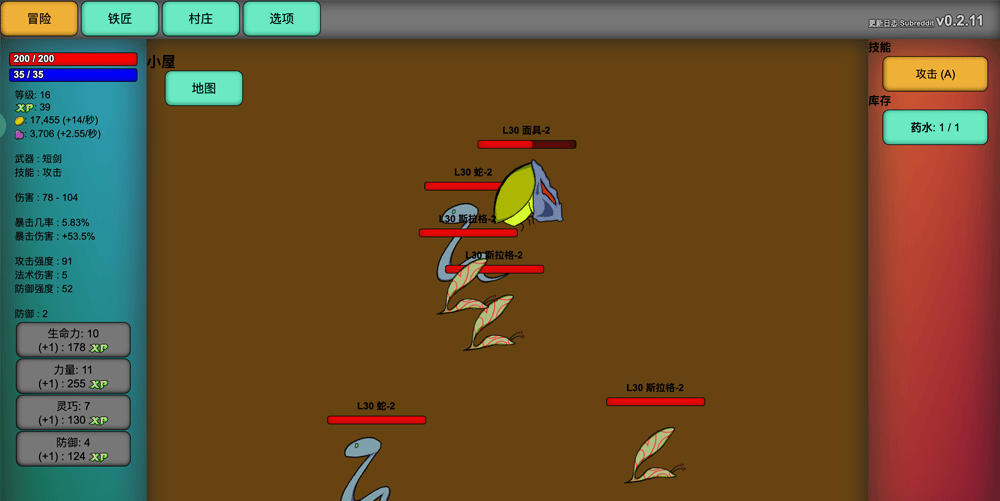 冒险
铁匠
村庄
选项
更新日志 Subreddit v0.2.11
200 / 200
35 / 35
等级: 16
XP: 39
: 17,455 (+14/秒)
: 3,706 (+2.55/秒)
武器 : 短剑
技能 : 攻击
伤害 : 78 - 104
暴击几率 : 5.83%
暴击伤害 : +53.5%
攻击强度 : 91
法术伤害 : 5
防御强度 : 52
防御 : 2
生命力: 10
(+1) : 178 XP
力量: 11
(+1) : 255 XP
灵巧: 7
(+1) : 130 XP
防御: 4
(+1) : 124 XP
小屋
地图
L30 面具-2
L30 蛇-2
L30 斯拉格-2
L30 斯拉格-2
L30 斯拉格-2
L30 蛇-2
技能
攻击 (A)
库存
药水: 1 / 1